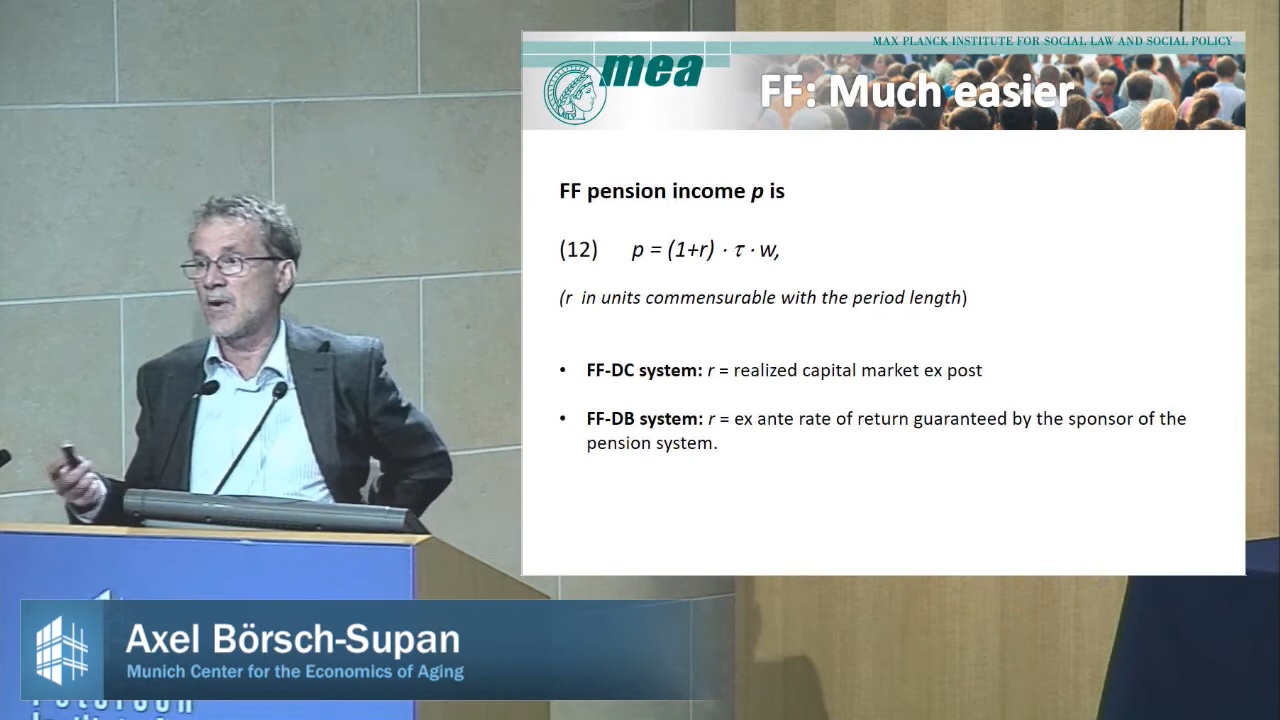 MAX PLANCK INSTITUTE FOR SOCIAL LAW AND SOCIAL POLICY
mea
FF: Much easier
FF pension income p is
(12) p = (1+r) · τ · w,
(r in units commensurable with the period length)
• FF-DC system: r = realized capital market ex post
• FF-DB system: r = ex ante rate of return guaranteed by the sponsor of the
pension system.
Axel Börsch-Supan
Munich Center for the Economics of Aging